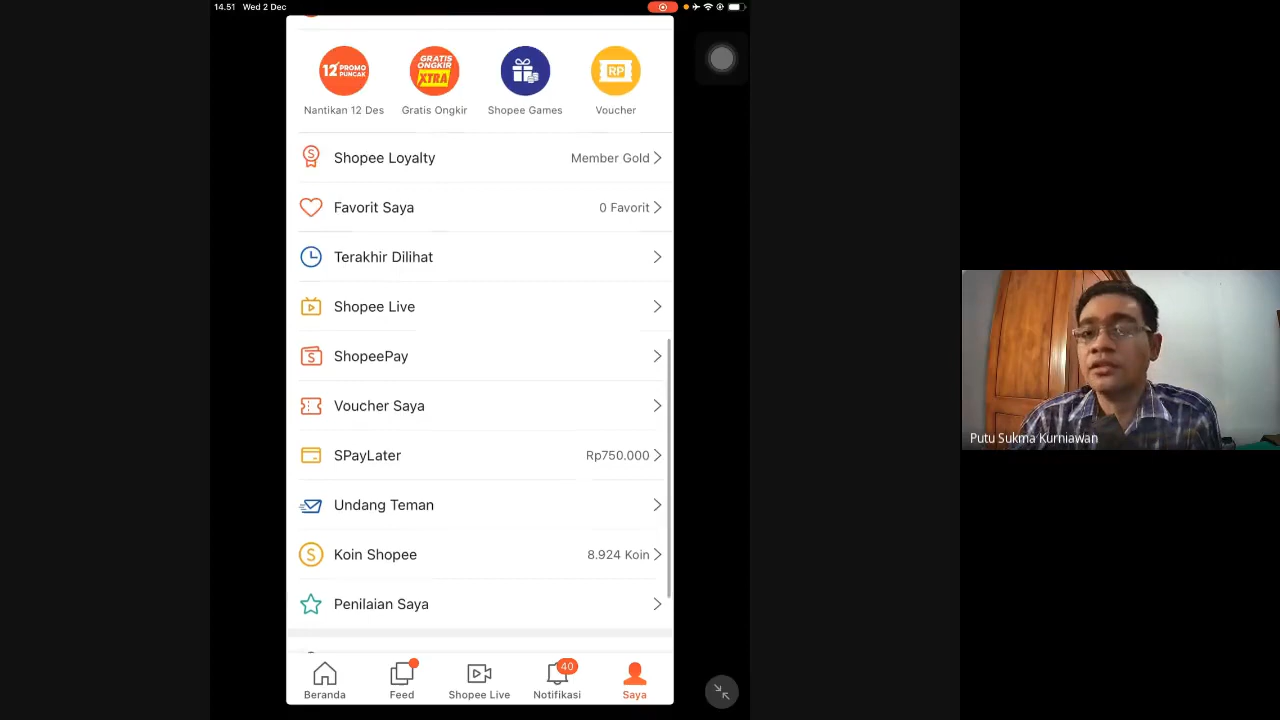 14.51 Wed 2 Dec
12 PROMO PUNCAK
GRATIS ONGKIR XTRA
RP
Nantikan 12 Des
Gratis Ongkir
Shopee Games
Voucher
Shopee Loyalty
Member Gold
Favorit Saya
0 Favorit
Terakhir Dilihat
Shopee Live
ShopeePay
Voucher Saya
SPayLater
Rp750.000
Undang Teman
Koin Shopee
8.924 Koin
Penilaian Saya
40
Beranda
Feed
Shopee Live
Notifikasi
Saya
Putu Sukma Kurniawan